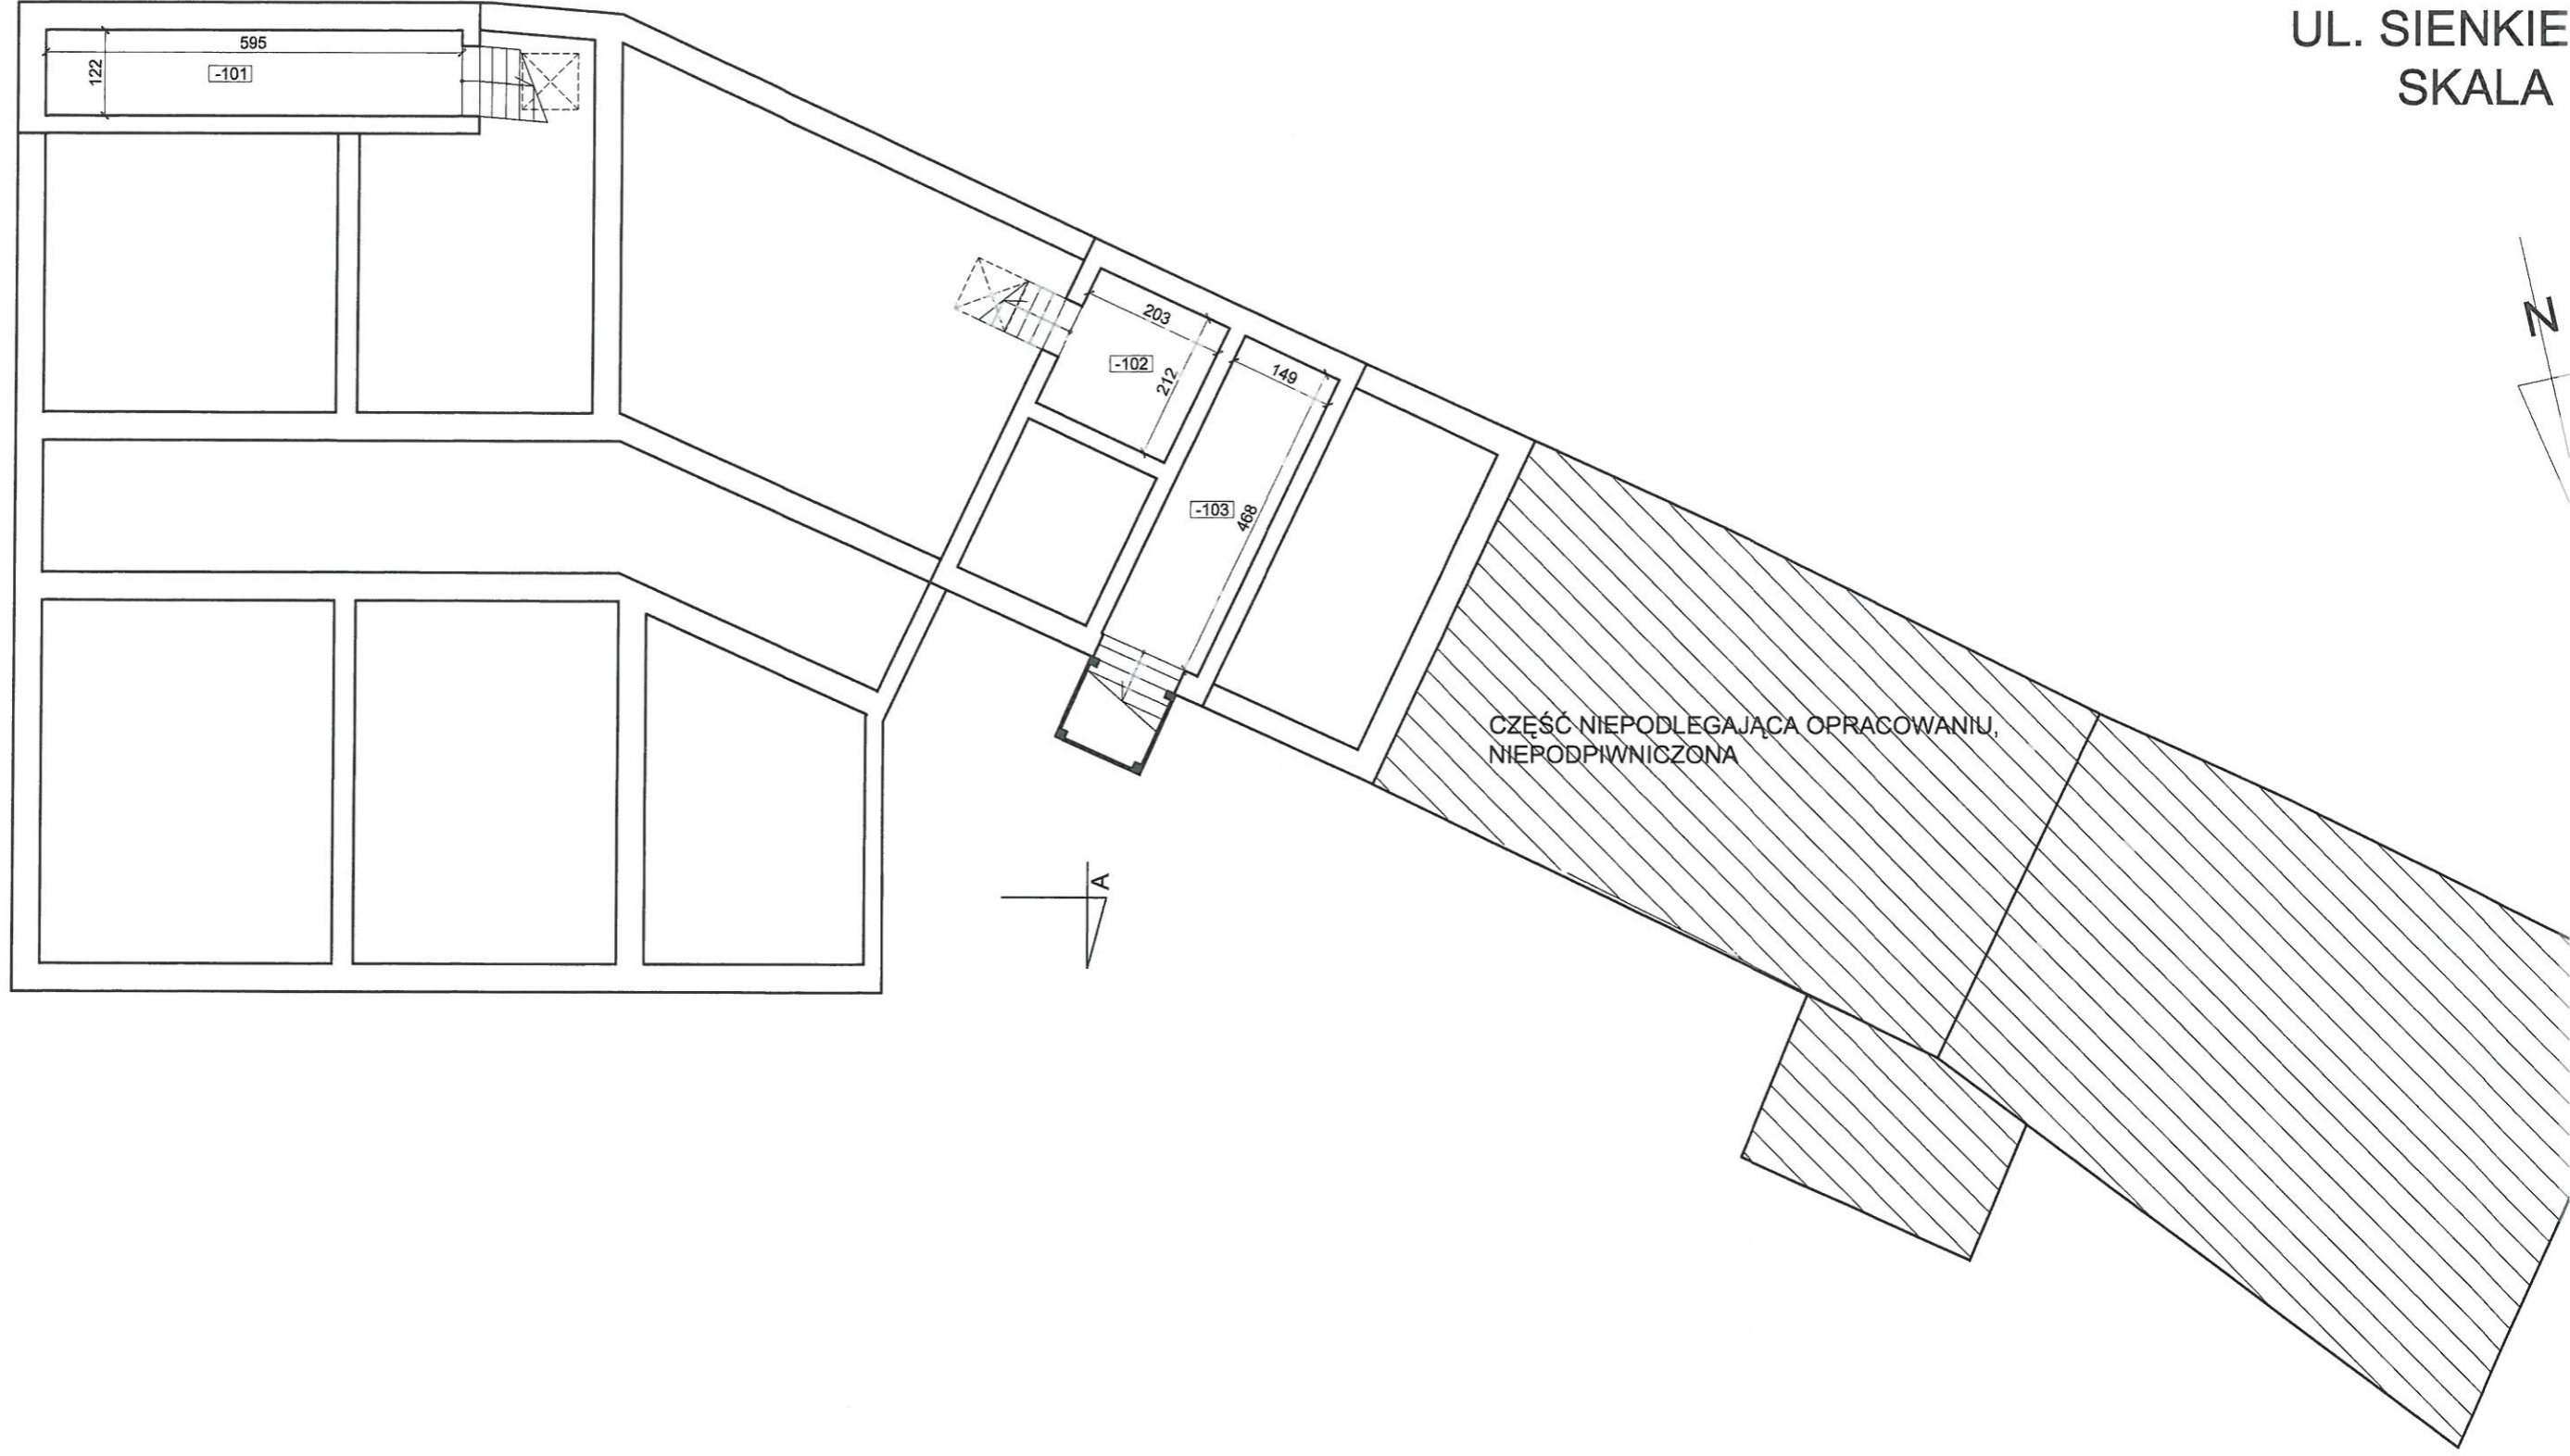 UL. SIENKIE
SKALA
595
122
-101
N
203
-102
212
149
-103
468
CZĘŚĆ NIEPODLEGAJĄCA OPRACOWANIU,
NIEPODPIWNICZONA
A